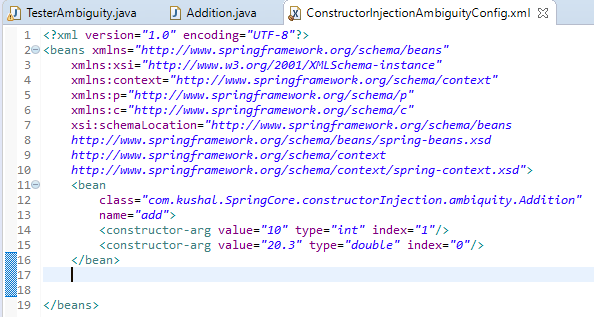 TesterAmbiguity.java Addition.java ConstructorInjectionAmbiguityConfig.xml
1 <?xml version="1.0" encoding="UTF-8"?>
2 <beans xmlns="http://www.springframework.org/schema/beans"
3 xmlns:xsi="http://www.w3.org/2001/XMLSchema-instance"
4 xmlns:context="http://www.springframework.org/schema/context"
5 xmlns:p="http://www.springframework.org/schema/p"
6 xmlns:c="http://www.springframework.org/schema/c"
7 xsi:schemaLocation="http://www.springframework.org/schema/beans
8 http://www.springframework.org/schema/beans/spring-beans.xsd
9 http://www.springframework.org/schema/context
10 http://www.springframework.org/schema/context/spring-context.xsd">
11 <bean
12 class="com.kushal.SpringCore.constructorInjection.ambiquity.Addition"
13 name="add">
14 <constructor-arg value="10" type="int" index="1"/>
15 <constructor-arg value="20.3" type="double" index="0"/>
16 </bean>
17
18
19 </beans>